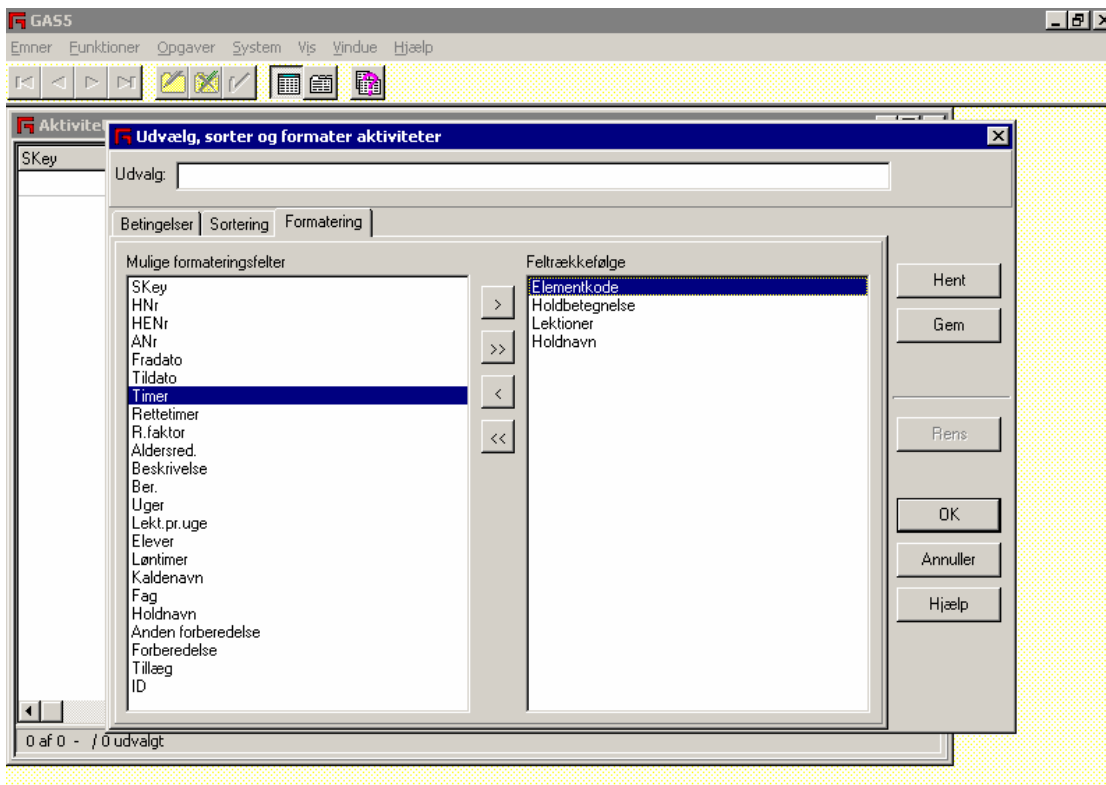 GAS5
Emner Funktioner Opgaver System Vis Vindue Hjælp
Aktivitet
Udvælg, sorter og formater aktiviteter
SKey
Udvalg:
Betingelser Sortering Formatering
Mulige formateringsfelter
SKey
HNr
HENr
ANr
Fradato
Tildato
Timer
Rettetimer
R.faktor
Aldersred.
Beskrivelse
Ber.
Uger
Lekt.pr.uge
Elever
Løntimer
Kaldenavn
Fag
Holdnavn
Anden forberedelse
Forberedelse
Tillæg
ID
>
>>
<
<<
Feltrækkefølge
Elementkode
Holdbetegnelse
Lektioner
Holdnavn
Hent
Gem
Rens
OK
Annuller
Hjælp
0 af 0 - / 0 udvalgt